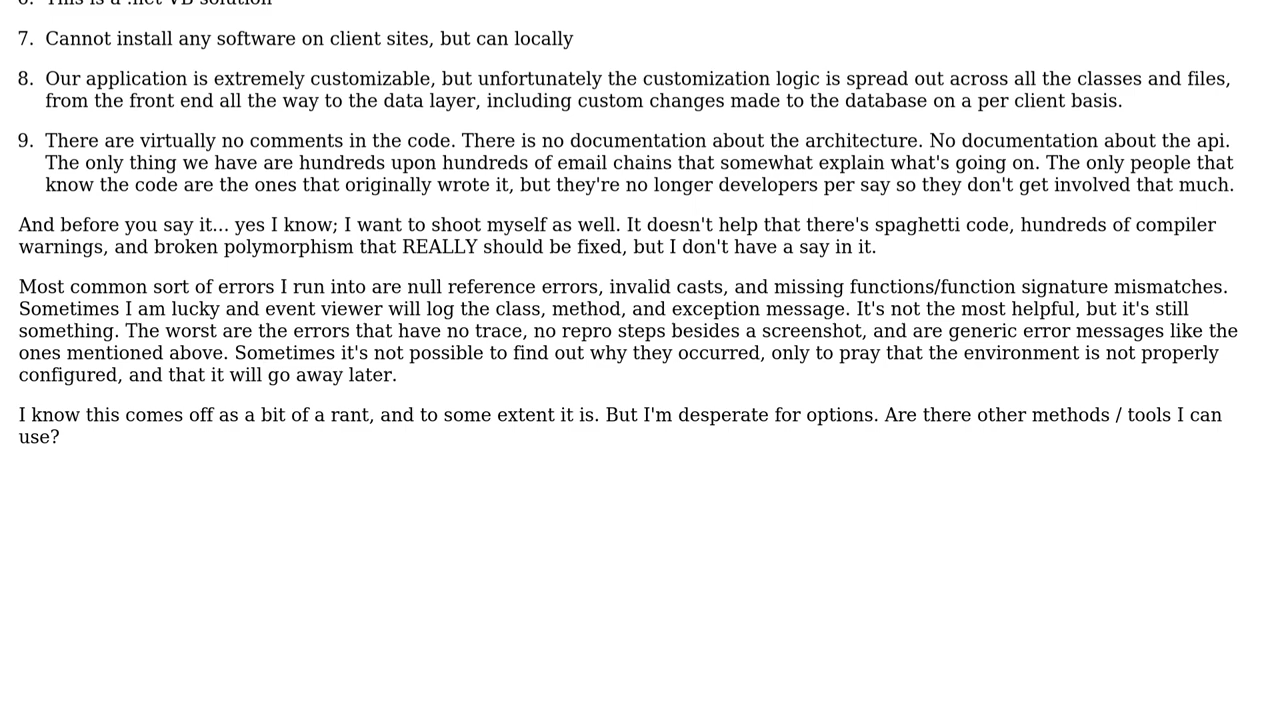 6. This is a .net VB solution
7. Cannot install any software on client sites, but can locally
8. Our application is extremely customizable, but unfortunately the customization logic is spread out across all the classes and files,
from the front end all the way to the data layer, including custom changes made to the database on a per client basis.
9. There are virtually no comments in the code. There is no documentation about the architecture. No documentation about the api.
The only thing we have are hundreds upon hundreds of email chains that somewhat explain what's going on. The only people that
know the code are the ones that originally wrote it, but they're no longer developers per say so they don't get involved that much.
And before you say it... yes I know; I want to shoot myself as well. It doesn't help that there's spaghetti code, hundreds of compiler
warnings, and broken polymorphism that REALLY should be fixed, but I don't have a say in it.
Most common sort of errors I run into are null reference errors, invalid casts, and missing functions/function signature mismatches.
Sometimes I am lucky and event viewer will log the class, method, and exception message. It's not the most helpful, but it's still
something. The worst are the errors that have no trace, no repro steps besides a screenshot, and are generic error messages like the
ones mentioned above. Sometimes it's not possible to find out why they occurred, only to pray that the environment is not properly
configured, and that it will go away later.
I know this comes off as a bit of a rant, and to some extent it is. But I'm desperate for options. Are there other methods / tools I can
use?